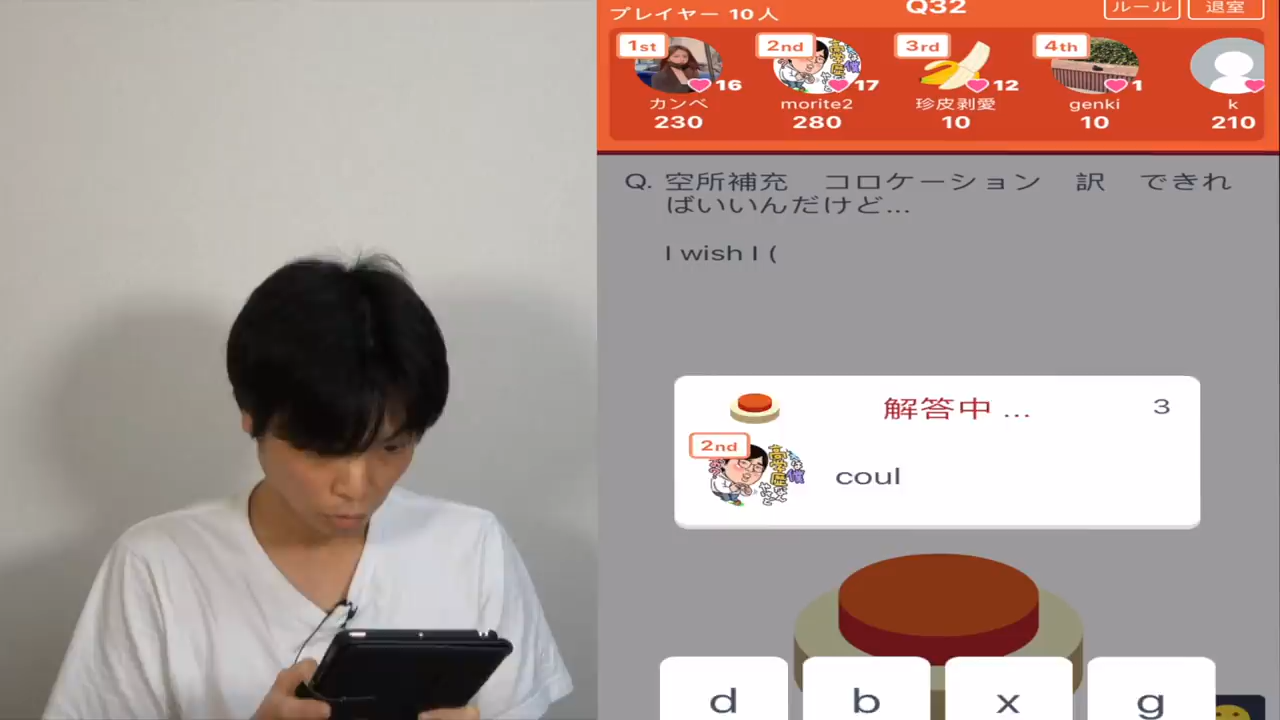 プレイヤー 10人
Q32
ルール
退室
1st
2nd
3rd
4th
16
17
12
1
カンベ
morite2
珍皮剥愛
genki
k
230
280
10
10
210
Q. 空所補充 コロケーション 訳 できれ
ばいいんだけど...
I wish I (
解答中 ...
3
2nd
coul
d
b
x
g